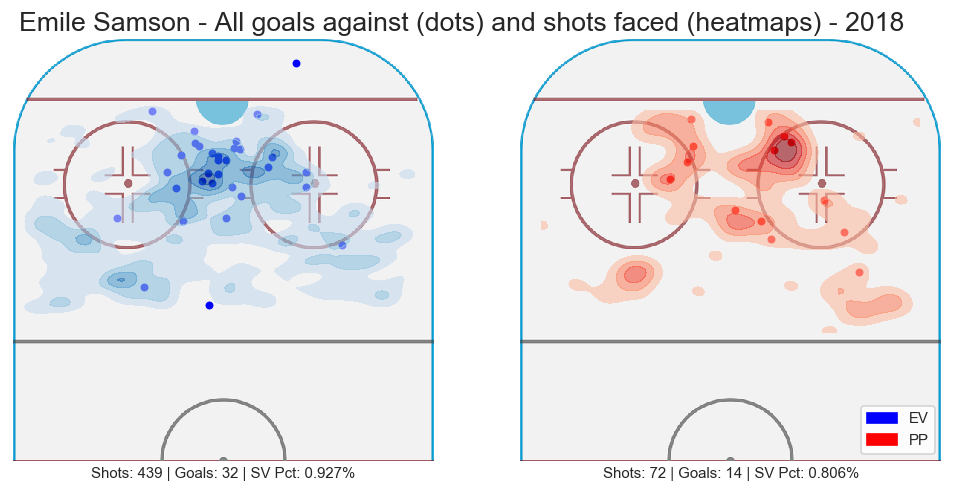 Emile Samson - All goals against (dots) and shots faced (heatmaps) - 2018
EV
PP
Shots: 439 | Goals: 32 | SV Pct: 0.927%
Shots: 72 | Goals: 14 | SV Pct: 0.806%